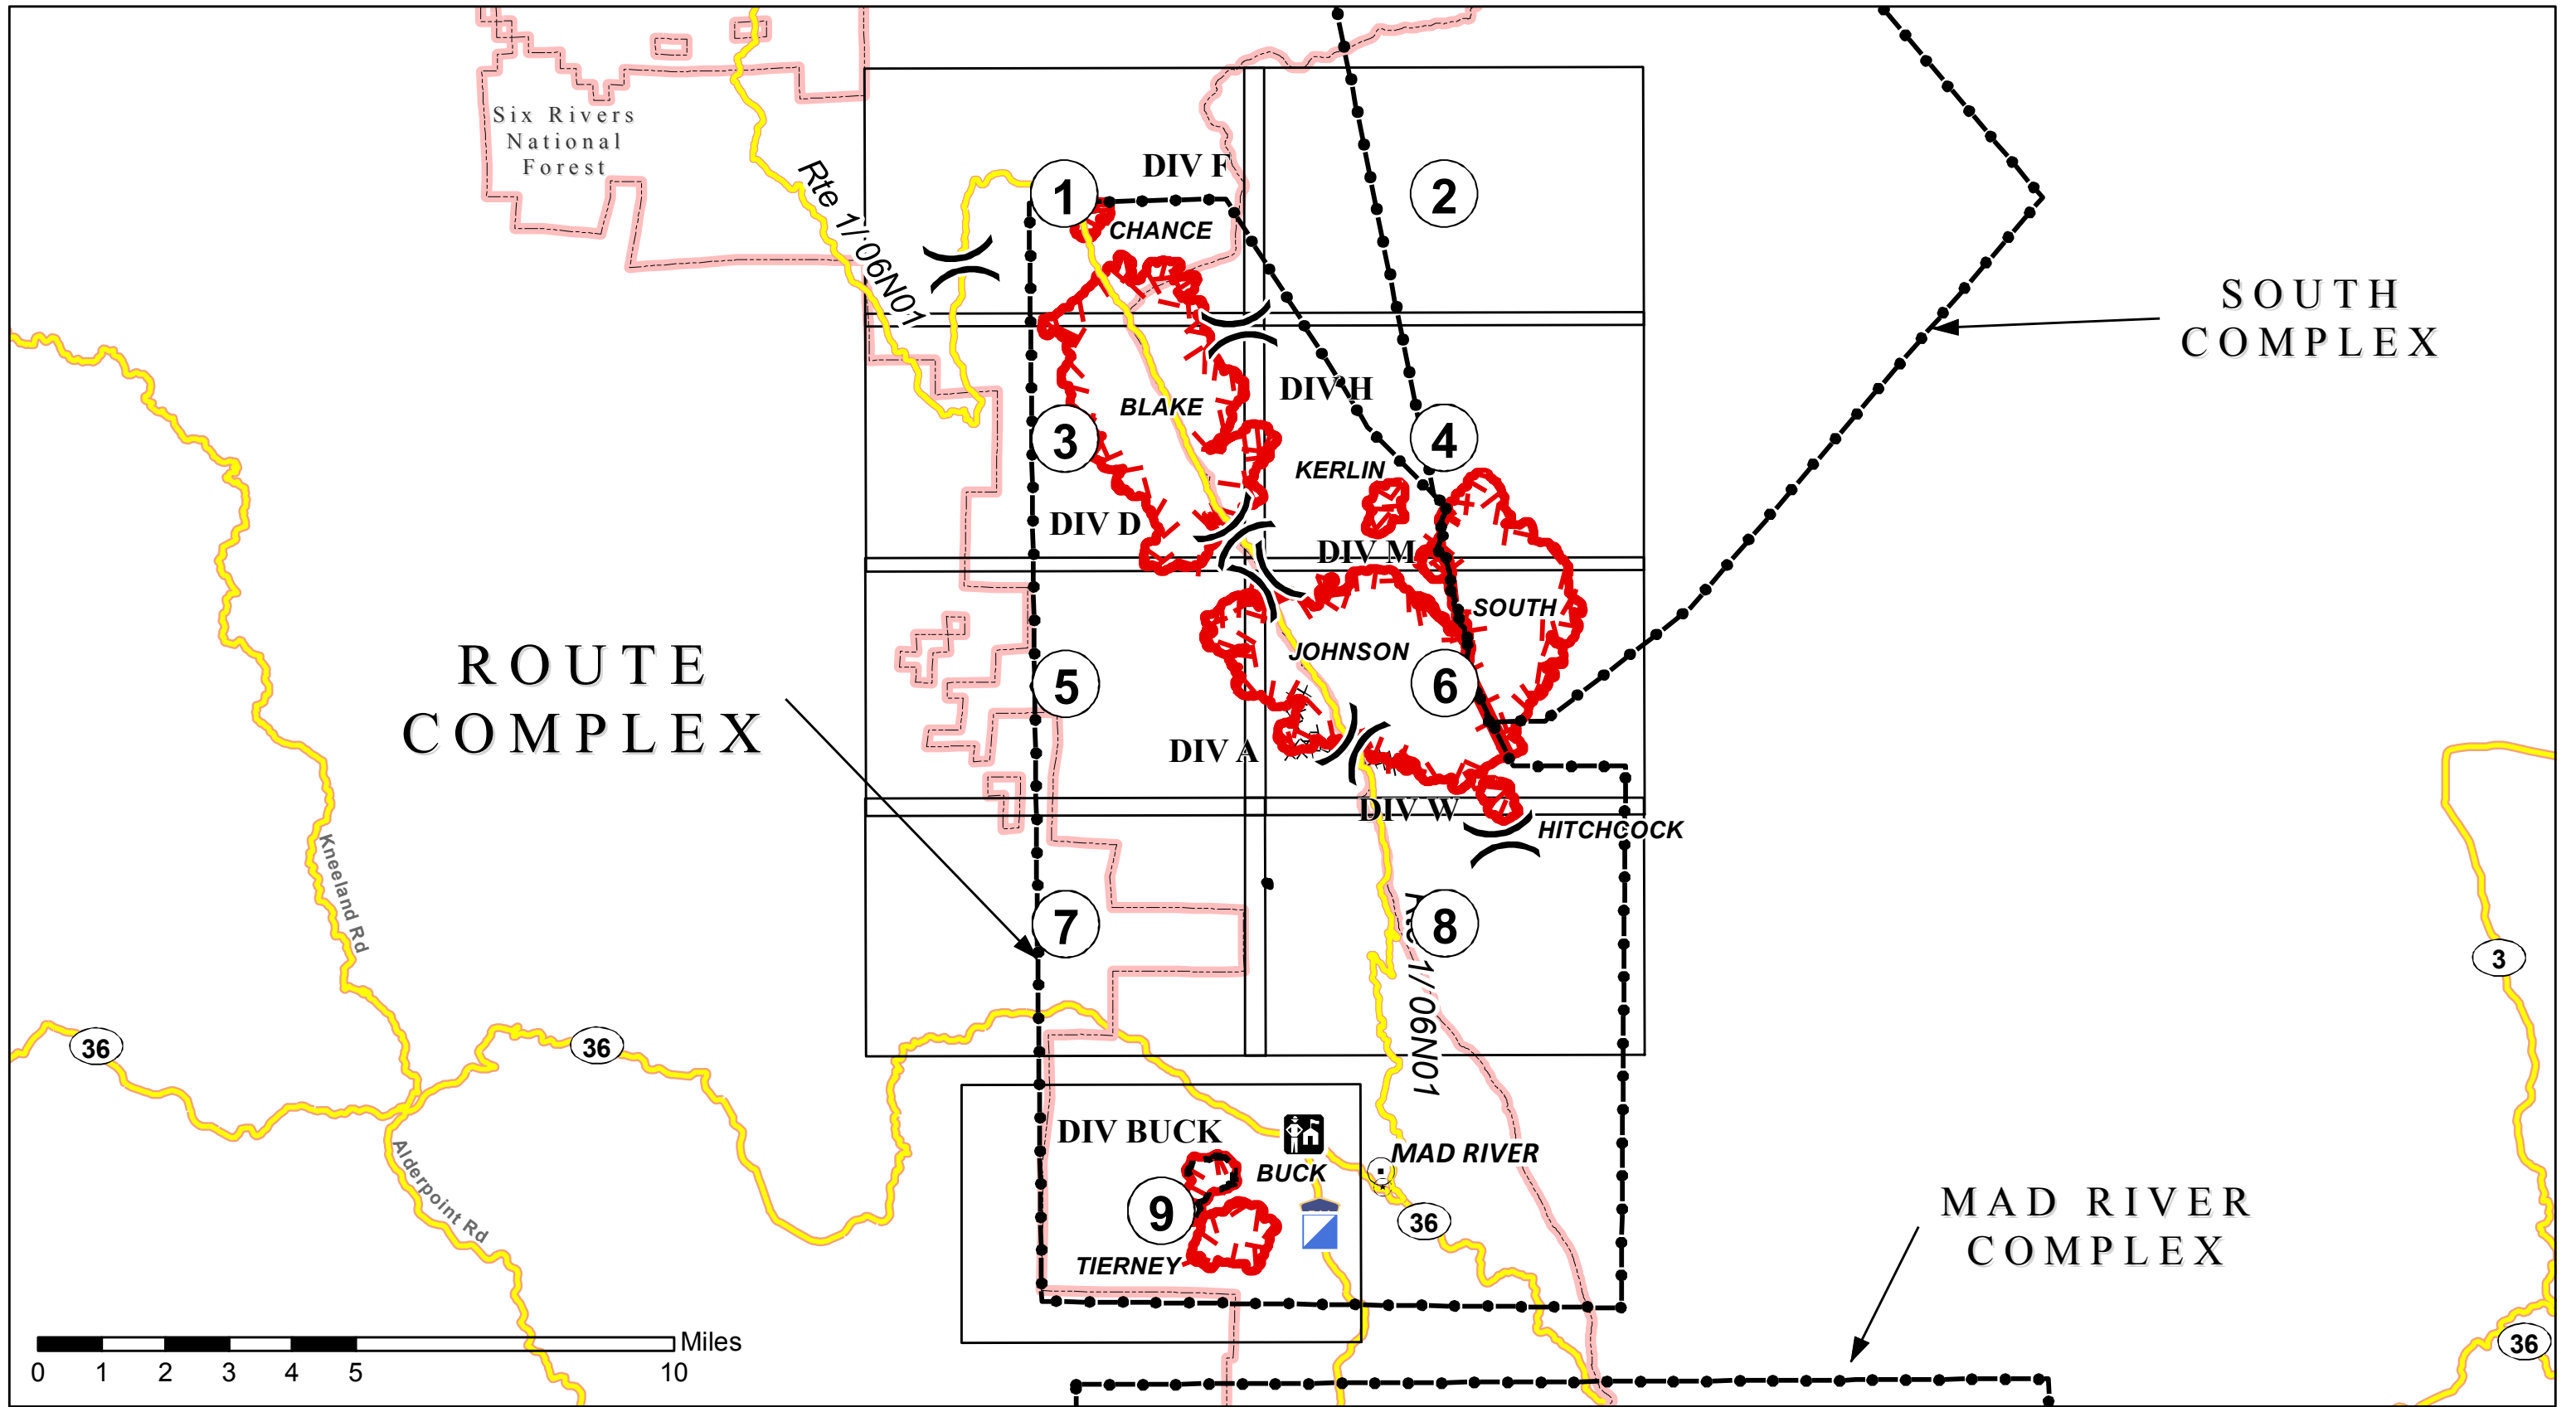 Six Rivers
National
Forest
Rte 1/ 06N01
DIV F
1
2
CHANCE
SOUTH
COMPLEX
DIV H
BLAKE
3
4
KERLIN
DIV D
DIV M
SOUTH
ROUTE
COMPLEX
JOHNSON
5
6
DIV A
DIV W
HITCHCOCK
Kneeland Rd
7
8
1/ 06N01
3
36
36
DIV BUCK
MAD RIVER
BUCK
Alderpoint Rd
9
36
MAD RIVER
COMPLEX
TIERNEY
Miles
0 1 2 3 4 5 10
36